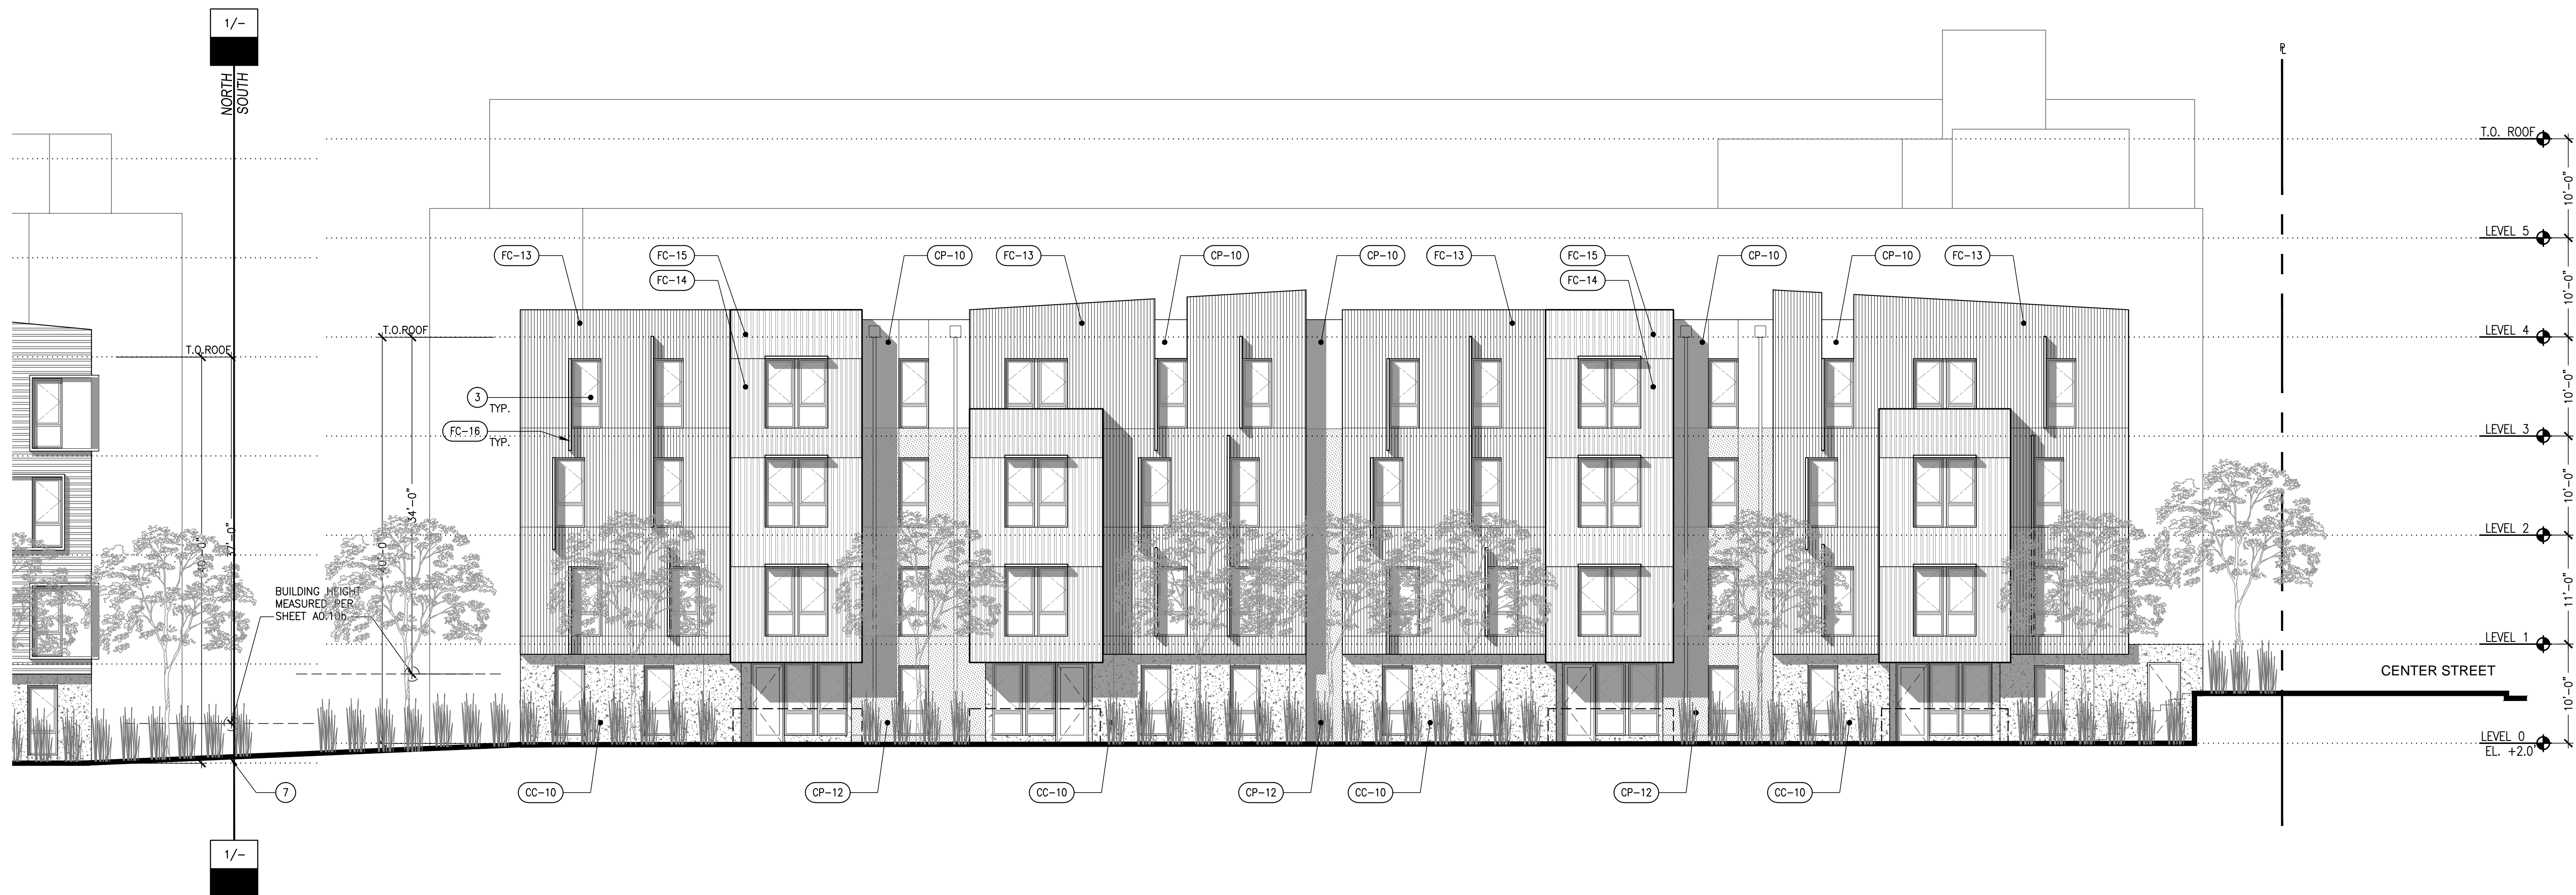 1/-
NORTH
SOUTH
PL
T.O. ROOF
10'-0"
LEVEL 5
10'-0"
FC-13
FC-15
CP-10
FC-13
CP-10
CP-10
FC-13
FC-15
CP-10
CP-10
FC-13
FC-14
FC-14
T.O.ROOF
T.O.ROOF
LEVEL 4
10'-0"
3
TYP.
FC-16
TYP.
LEVEL 3
10'-0"
34'-0"
LEVEL 2
40'-0"
37'-0"
40'-0"
11'-0"
BUILDING HEIGHT
MEASURED PER
SHEET A0.10b
LEVEL 1
CENTER STREET
10'-0"
LEVEL 0
EL. +2.0'
7
CC-10
CP-12
CC-10
CP-12
CC-10
CP-12
CC-10
1/-